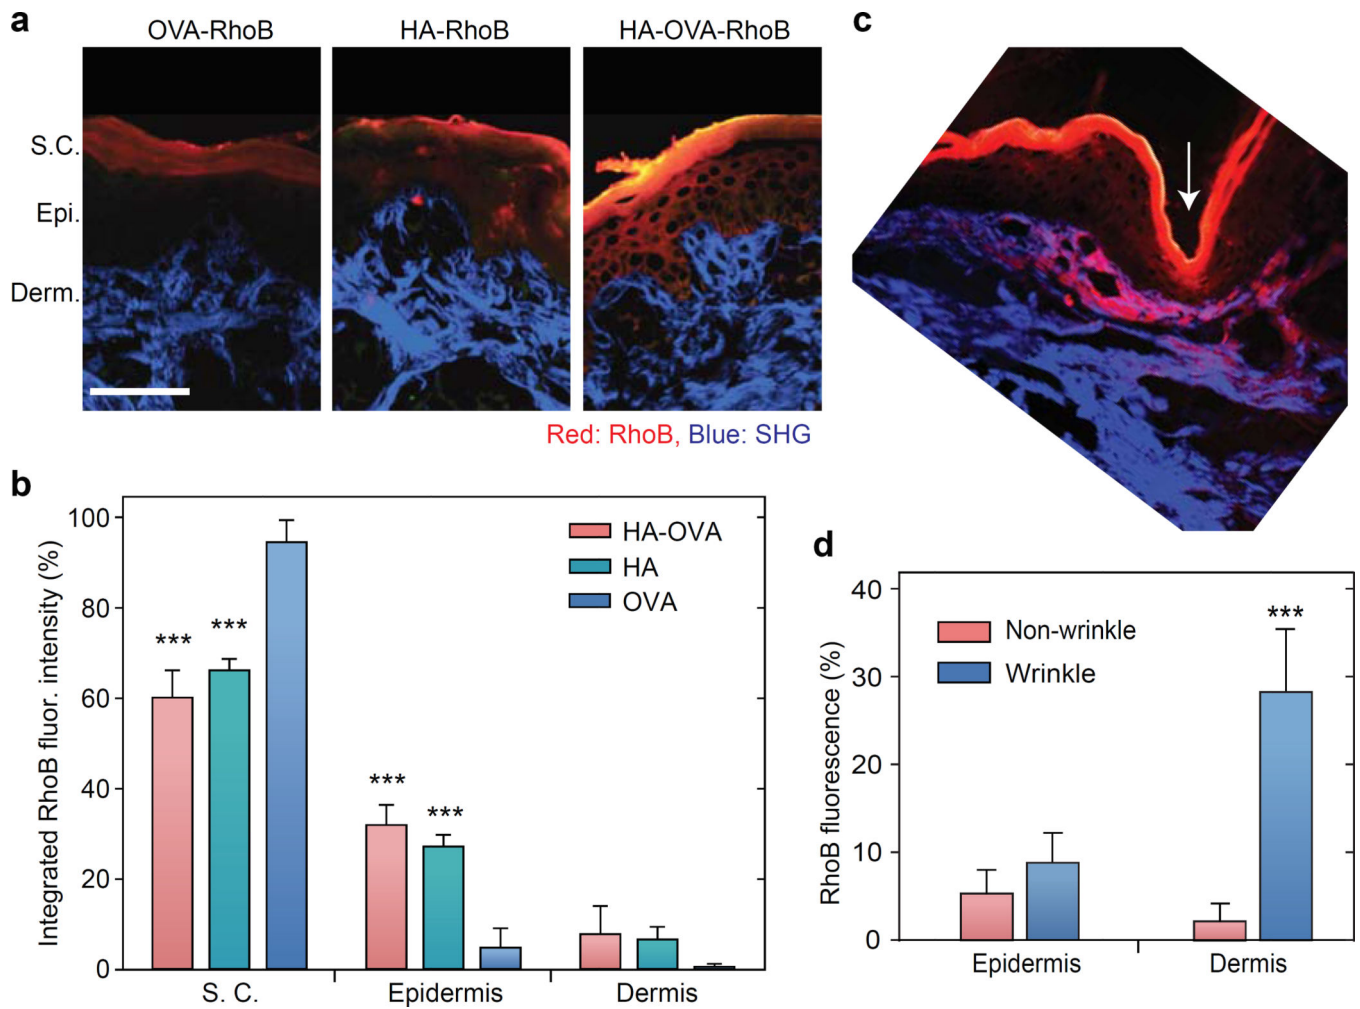 a
OVA-RhoB
HA-RhoB
HA-OVA-RhoB
S.C.
Epi.
Derm.
Red: RhoB, Blue: SHG
b
Integrated RhoB fluor. intensity (%)
100
80
60
40
20
0
HA-OVA
HA
OVA
***
***
***
***
S. C.
Epidermis
Dermis
c
d
RhoB fluorescence (%)
40
30
20
10
0
Non-wrinkle
Wrinkle
***
Epidermis
Dermis